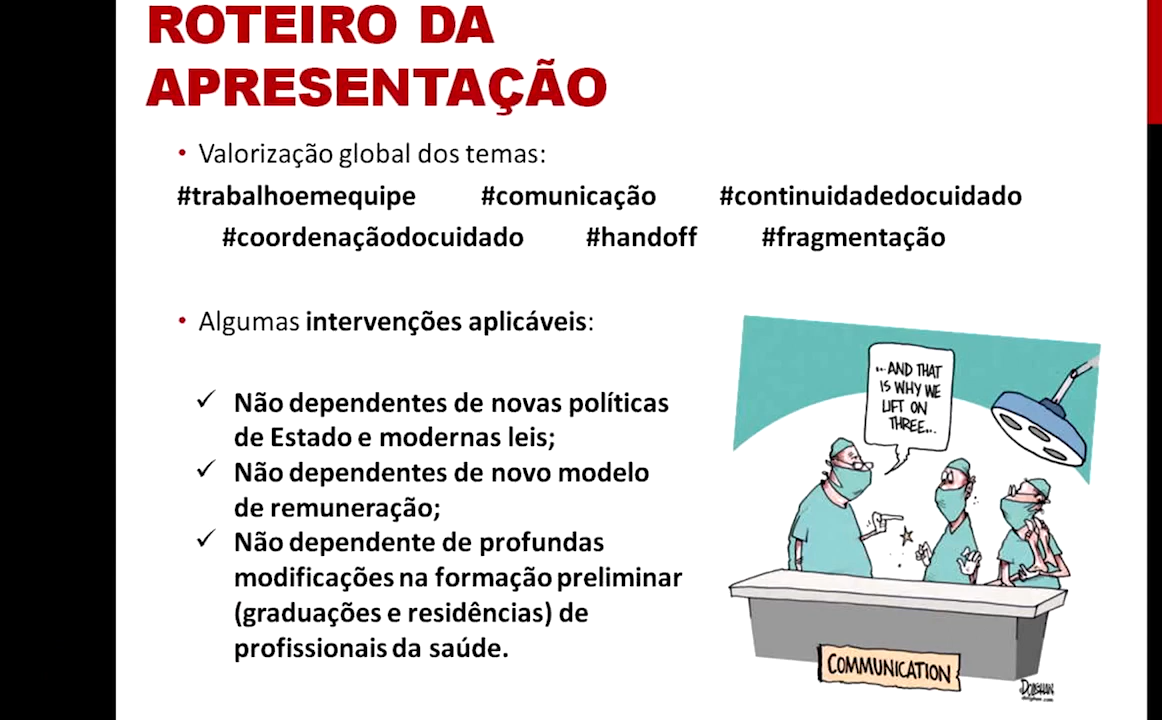 ROTEIRO DA
APRESENTAÇÃO
• Valorização global dos temas:
#trabalhoemequipe #comunicação #continuidadedocuidado
#coordenaçãodocuidado #handoff #fragmentação
• Algumas intervenções aplicáveis:
✓ Não dependentes de novas políticas
de Estado e modernas leis;
✓ Não dependentes de novo modelo
de remuneração;
✓ Não dependente de profundas
modificações na formação preliminar
(graduações e residências) de
profissionais da saúde.
...AND THAT
IS WHY WE
LIFT ON
THREE...
COMMUNICATION